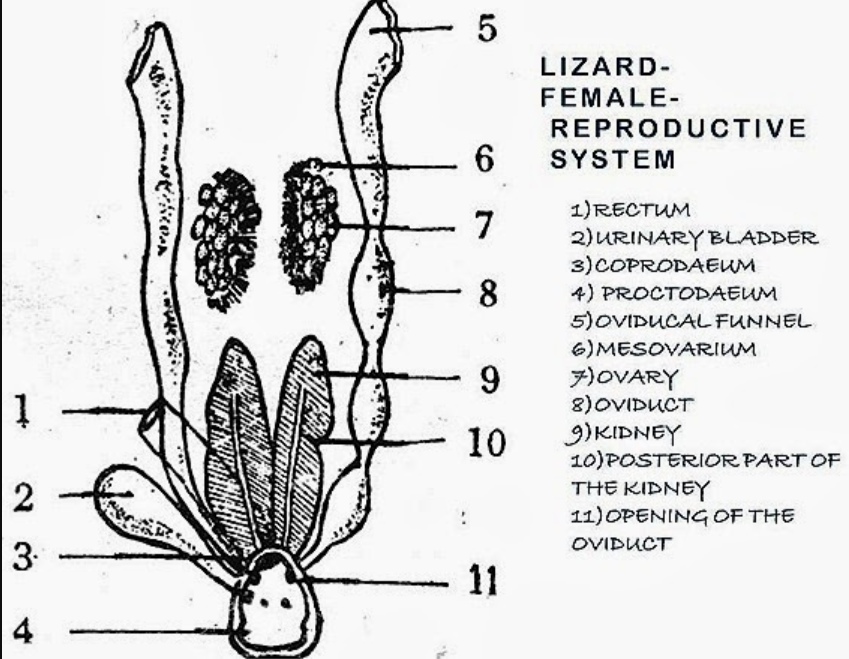 LIZARD-
FEMALE-
REPRODUCTIVE
SYSTEM
1)RECTUM
2)URINARY BLADDER
3)COPRODAEUM
4) PROCTODAEUM
5)OVIDUCAL FUNNEL
6)MESOVARIUM
7)OVARY
8)OVIDUCT
9)KIDNEY
10)POSTERIOR PART OF
THE KIDNEY
11)OPENING OF THE
OVIDUCT
5
6
7
8
9
10
11
1
2
3
4